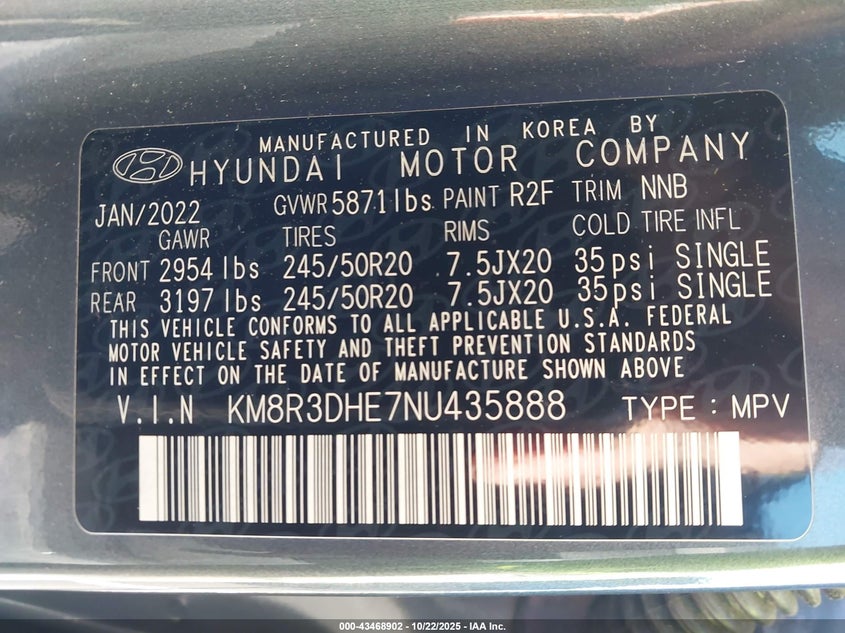 MANUFACTURED IN KOREA BY
HYUNDAI MOTOR COMPANY
JAN/2022 GVWR 5871lbs PAINT R2F TRIM NNB
GAWR TIRES RIMS COLD TIRE INFL
FRONT 2954 lbs 245/50R20 7.5JX20 35psi SINGLE
REAR 3197 lbs 245/50R20 7.5JX20 35psi SINGLE
THIS VEHICLE CONFORMS TO ALL APPLICABLE U.S.A. FEDERAL
MOTOR VEHICLE SAFETY AND THEFT PREVENTION STANDARDS
IN EFFECT ON THE DATE OF MANUFACTURE SHOWN ABOVE
V.I.N KM8R3DHE7NU435888 TYPE : MPV
000-43468902 - 10/22/2025 - IAA Inc.